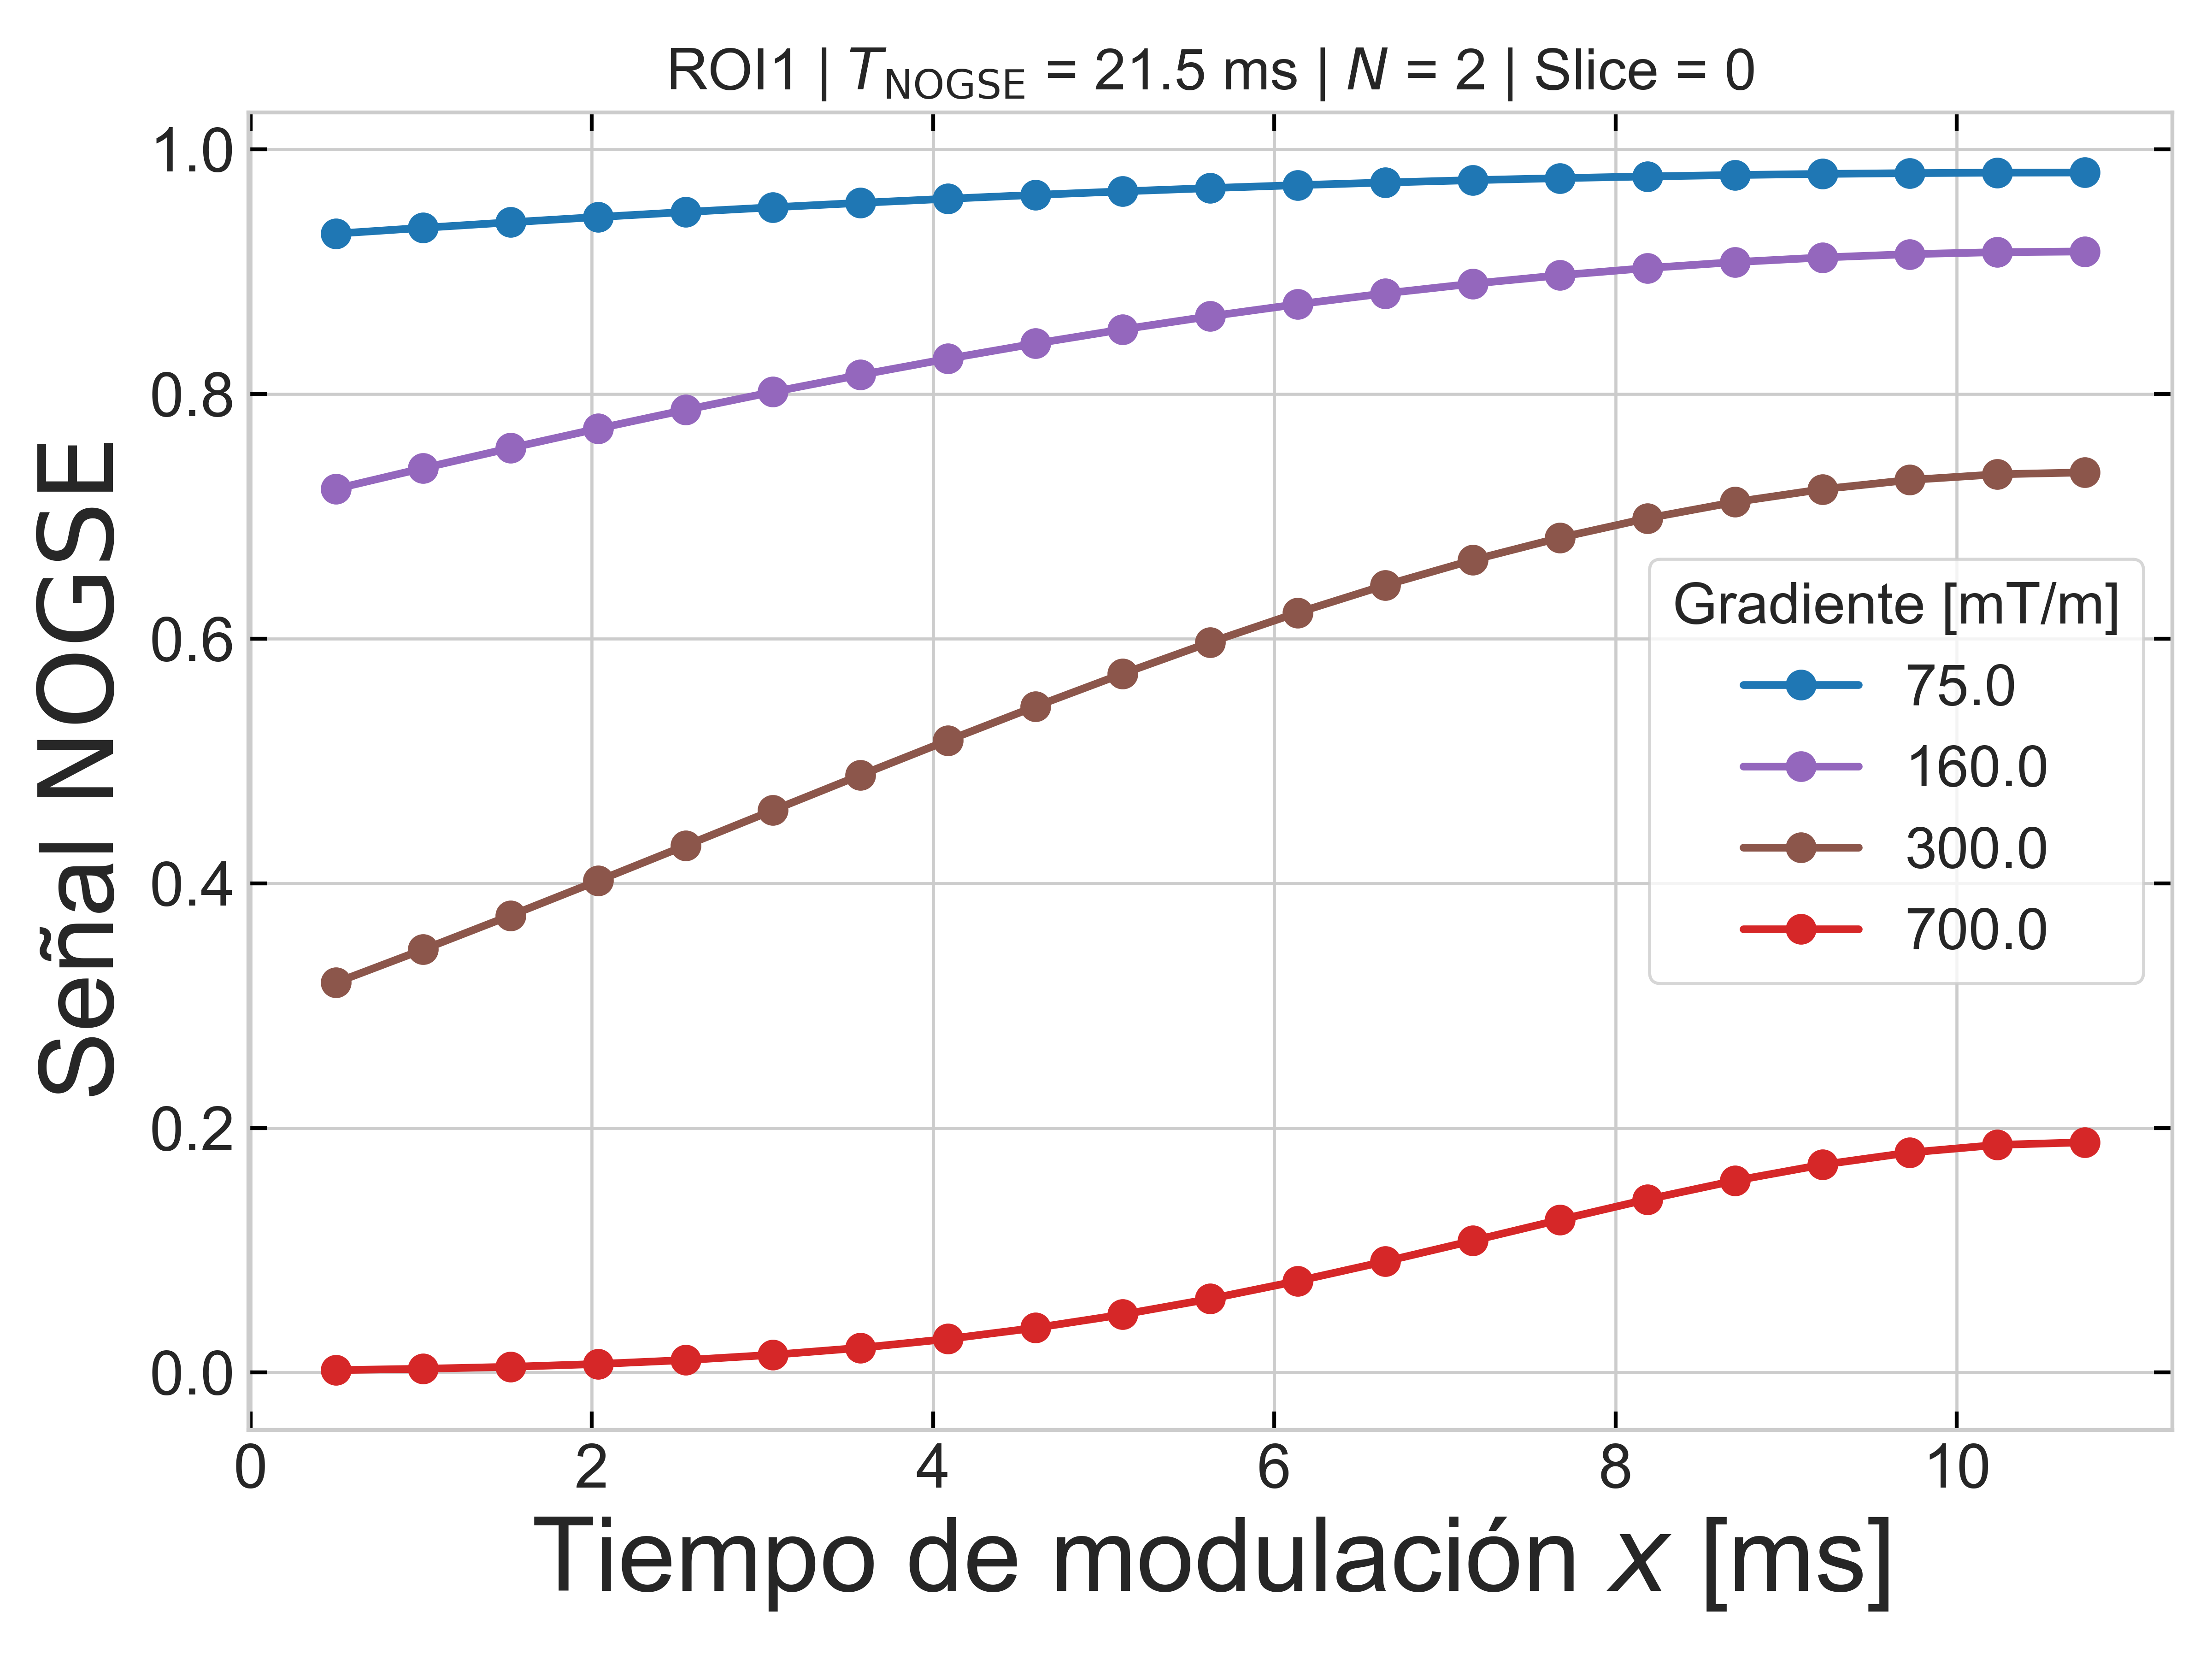 ROI1 | T_NOGSE = 21.5 ms | N = 2 | Slice = 0
Señal NOGSE
1.0
0.8
0.6
0.4
0.2
0.0
Gradiente [mT/m]
75.0
160.0
300.0
700.0
0 2 4 6 8 10
Tiempo de modulación x [ms]